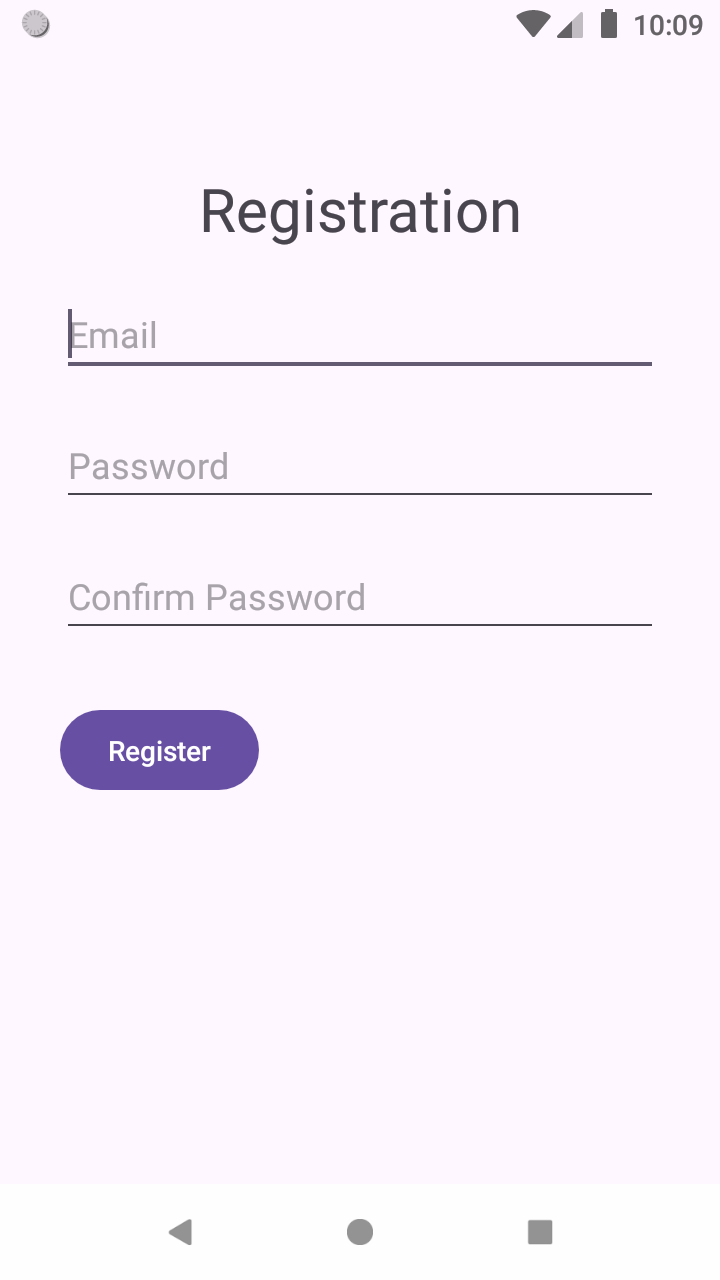 10:09
Registration
Email
Password
Confirm Password
Register